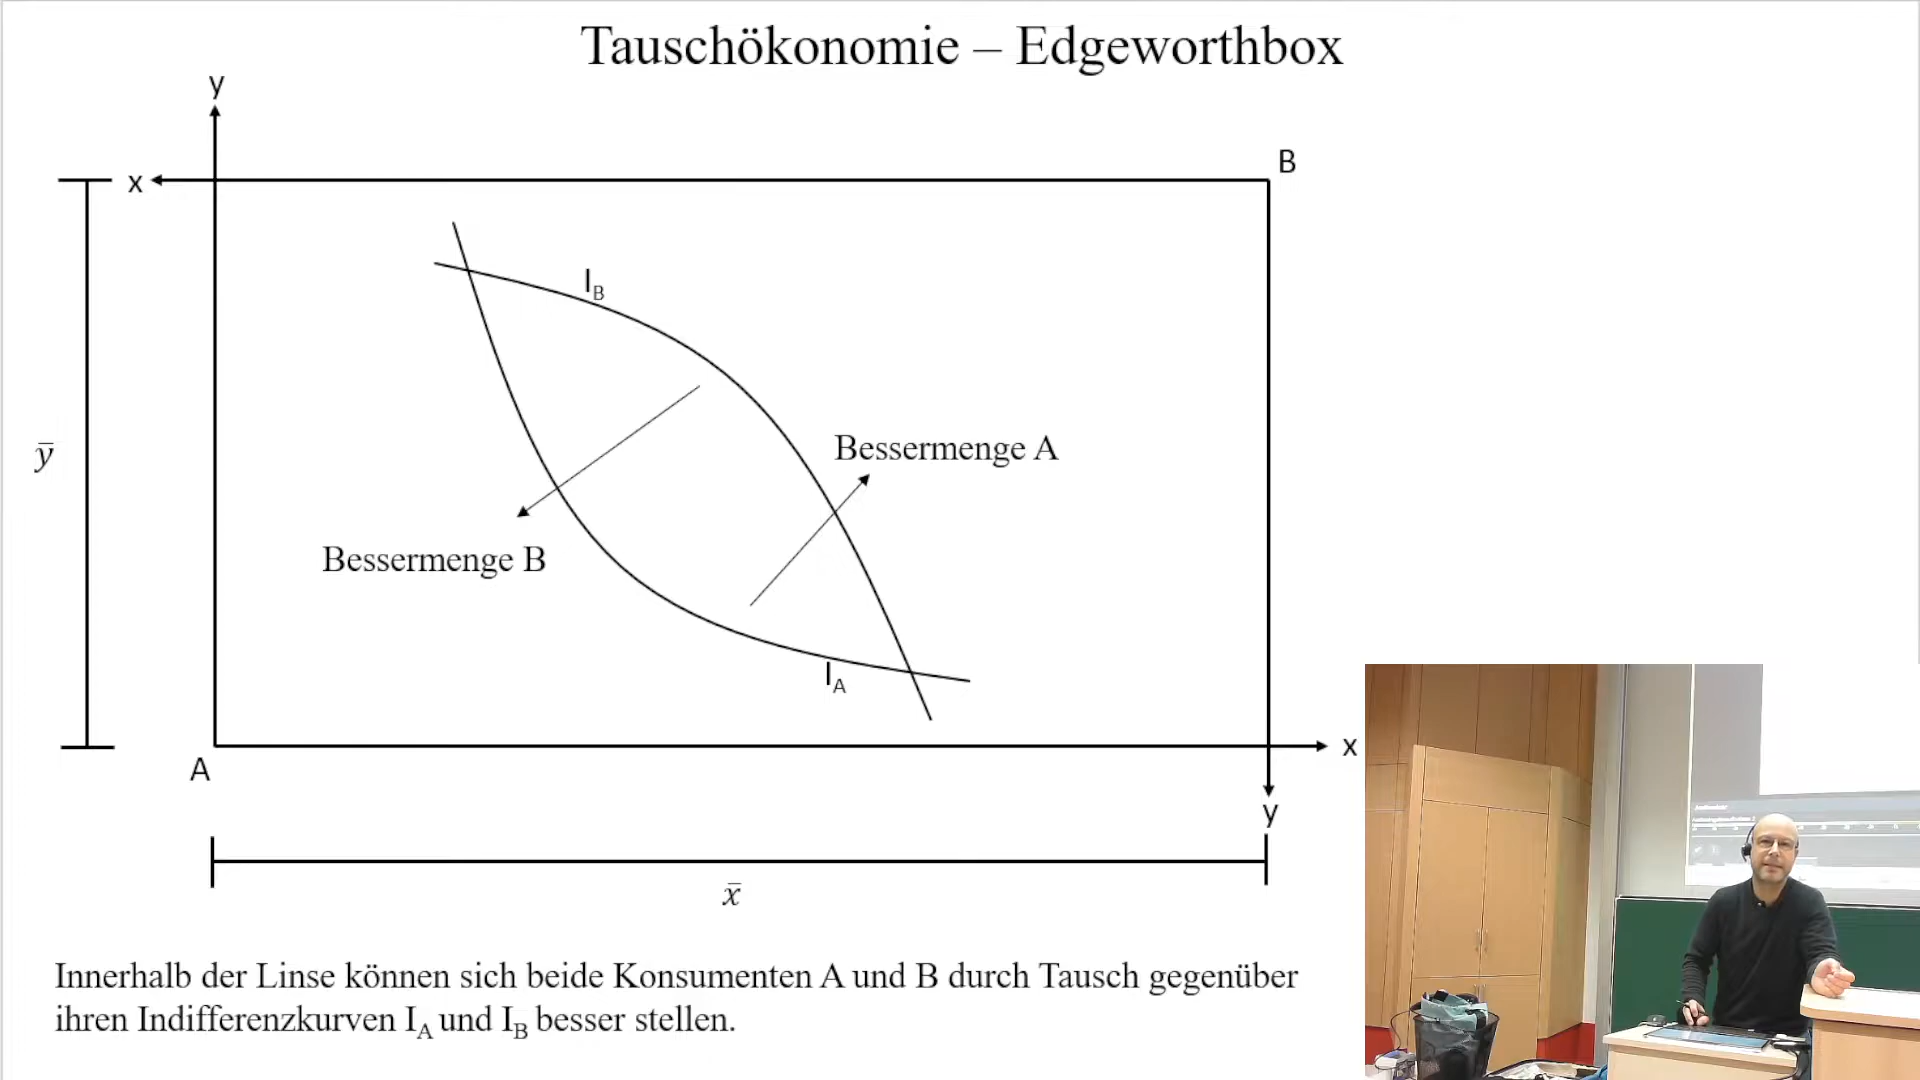 Tauschökonomie – Edgeworthbox
y
B
x
I_B
Bessermenge A
y̅
Bessermenge B
I_A
x
A
y
x̅
Innerhalb der Linse können sich beide Konsumenten A und B durch Tausch gegenüber
ihren Indifferenzkurven I_A und I_B besser stellen.